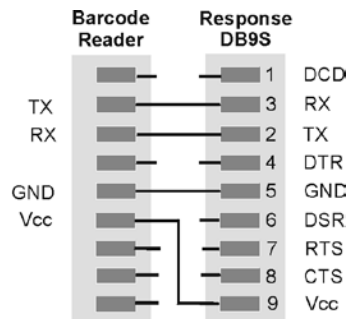 Barcode Reader
Response DB9S
1 DCD
TX 3 RX
RX 2 TX
4 DTR
GND 5 GND
Vcc 6 DSR
7 RTS
8 CTS
9 Vcc